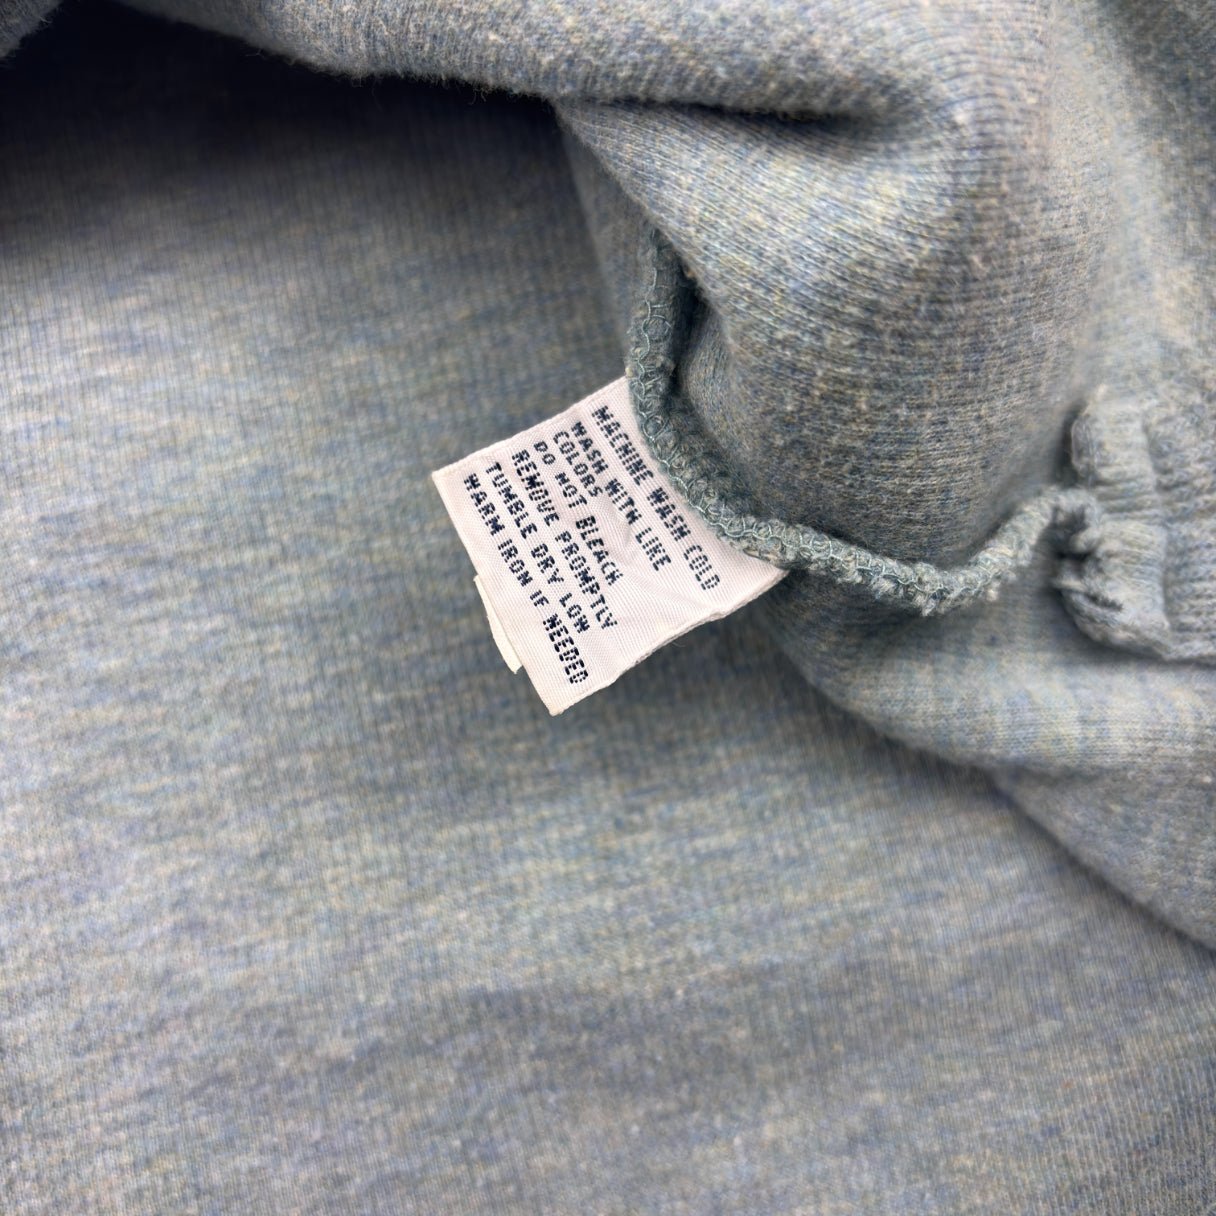 MACHINE WASH COLD
WASH WITH LIKE
COLORS
DO NOT BLEACH
REMOVE PROMPTLY
TUMBLE DRY LOW
WARM IRON IF NEEDED